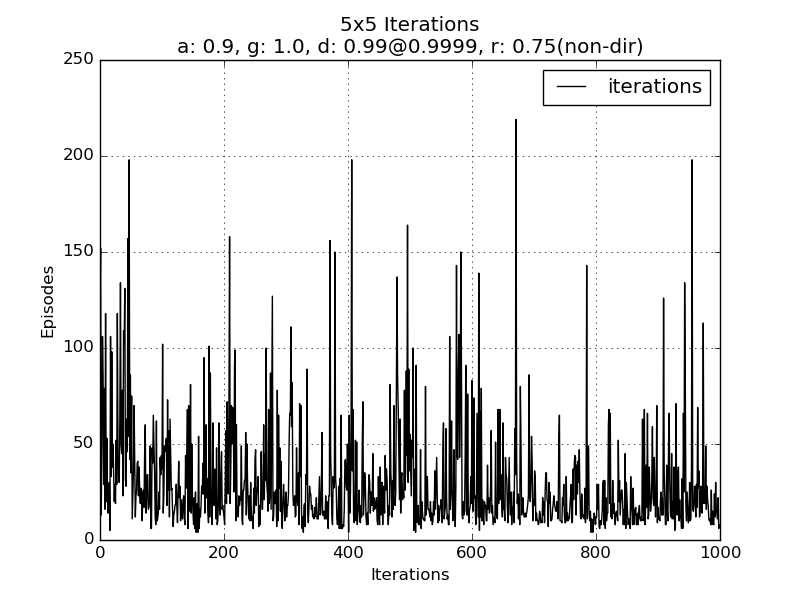 5x5 Iterations
a: 0.9, g: 1.0, d: 0.99@0.9999, r: 0.75(non-dir)
250
iterations
200
150
Episodes
100
50
0
0 200 400 600 800 1000
Iterations